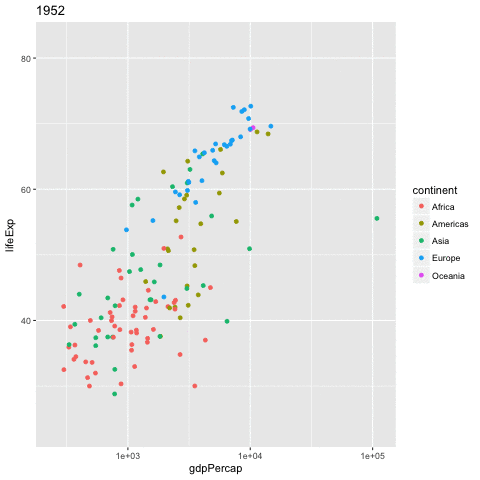 1952
80
60
40
lifeExp
1e+03
1e+04
1e+05
gdpPercap
continent
Africa
Americas
Asia
Europe
Oceania